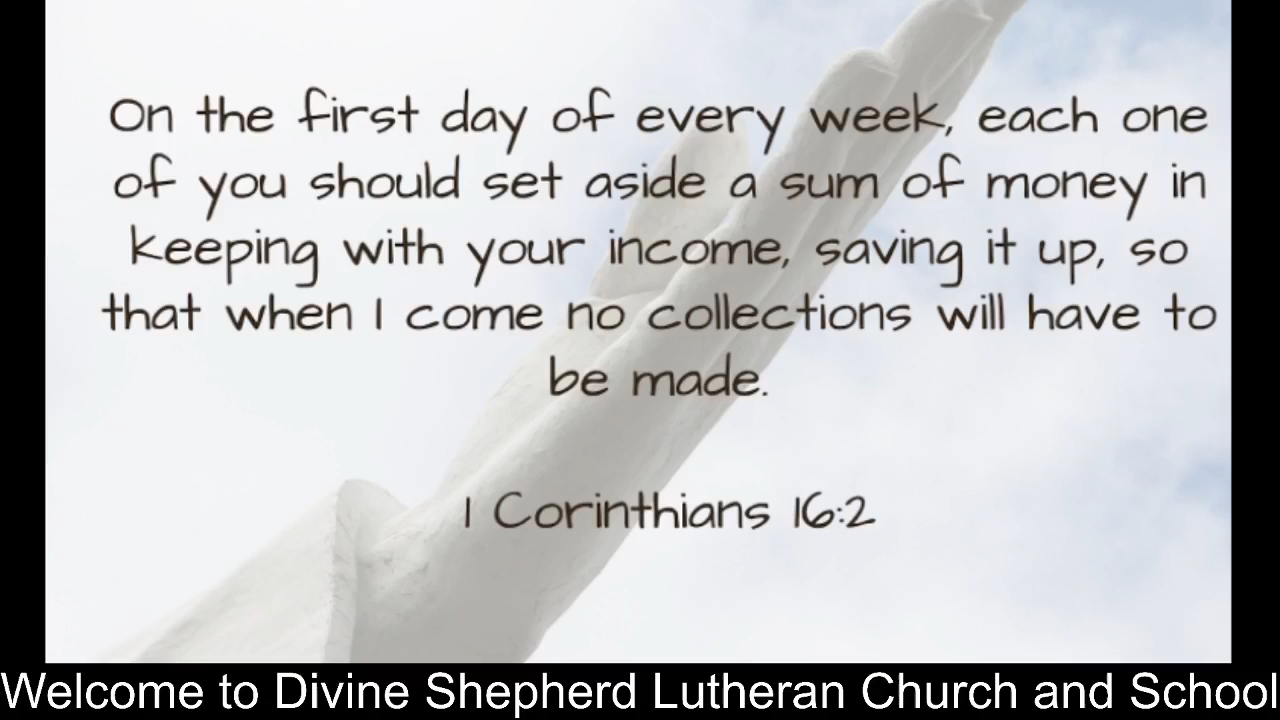 On the first day of every week, each one
of you should set aside a sum of money in
keeping with your income, saving it up, so
that when I come no collections will have to
be made.
1 Corinthians 16:2
Welcome to Divine Shepherd Lutheran Church and School